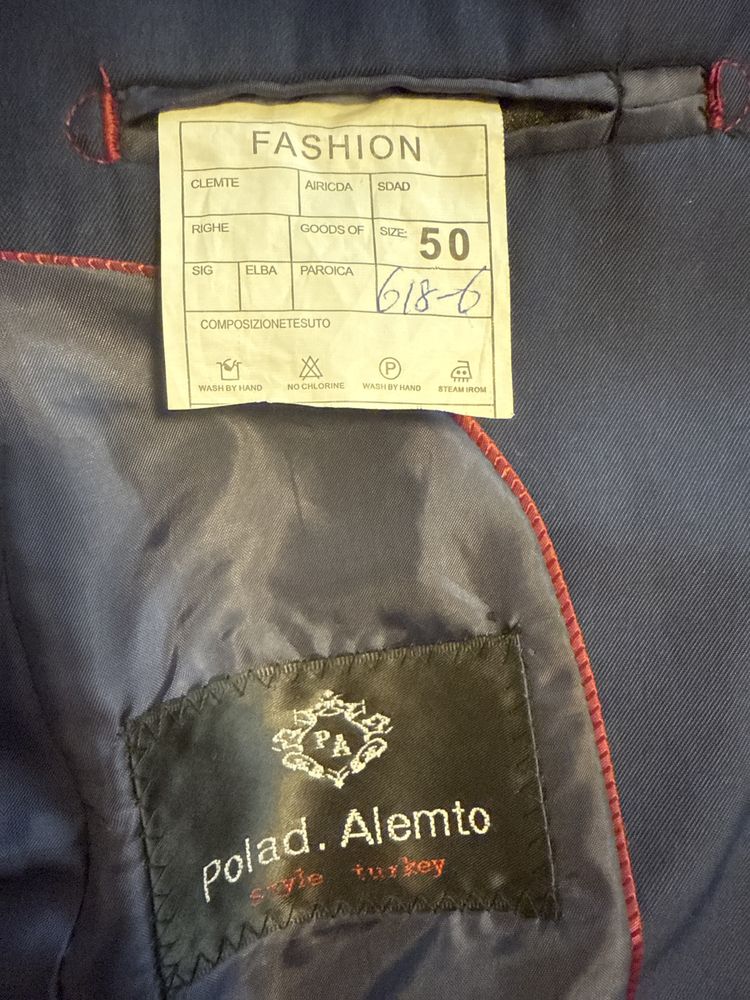 FASHION
CLEMTE AIRICDA SDAD
RIGHE GOODS OF SIZE: 50
SIG ELBA PAROICA 618-6
COMPOSIZIONETESUTO
P
WASH BY HAND NO CHLORINE WASH BY HAND STEAM IROM
PA
Polad. Alemto
style turkey